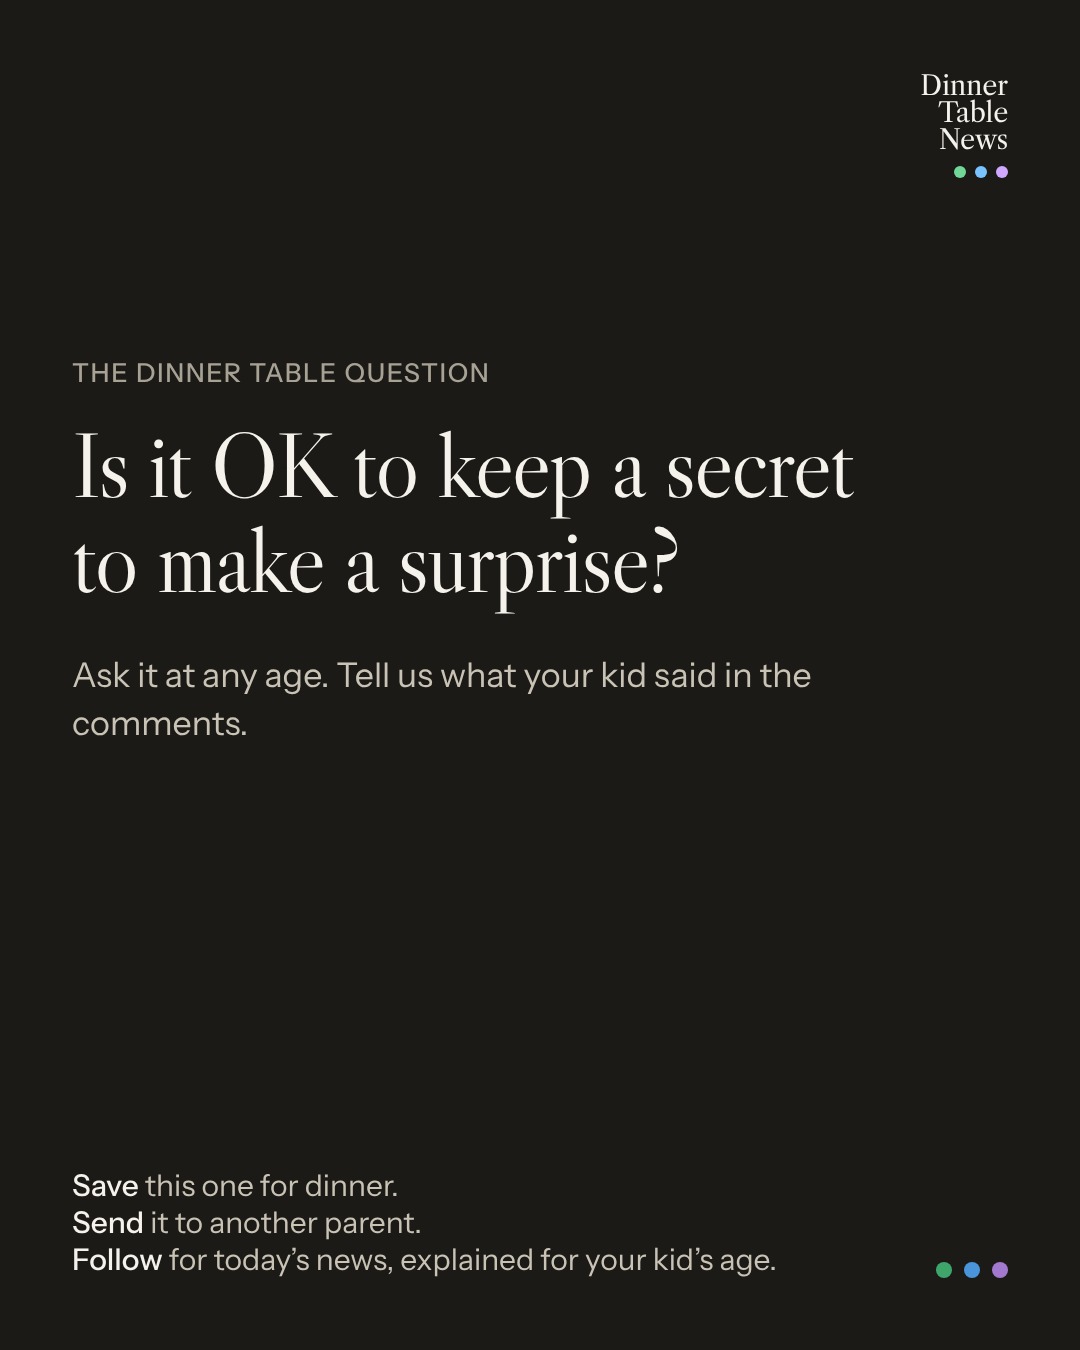 Dinner
Table
News
THE DINNER TABLE QUESTION
Is it OK to keep a secret
to make a surprise?
Ask it at any age. Tell us what your kid said in the
comments.
Save this one for dinner.
Send it to another parent.
Follow for today’s news, explained for your kid’s age.